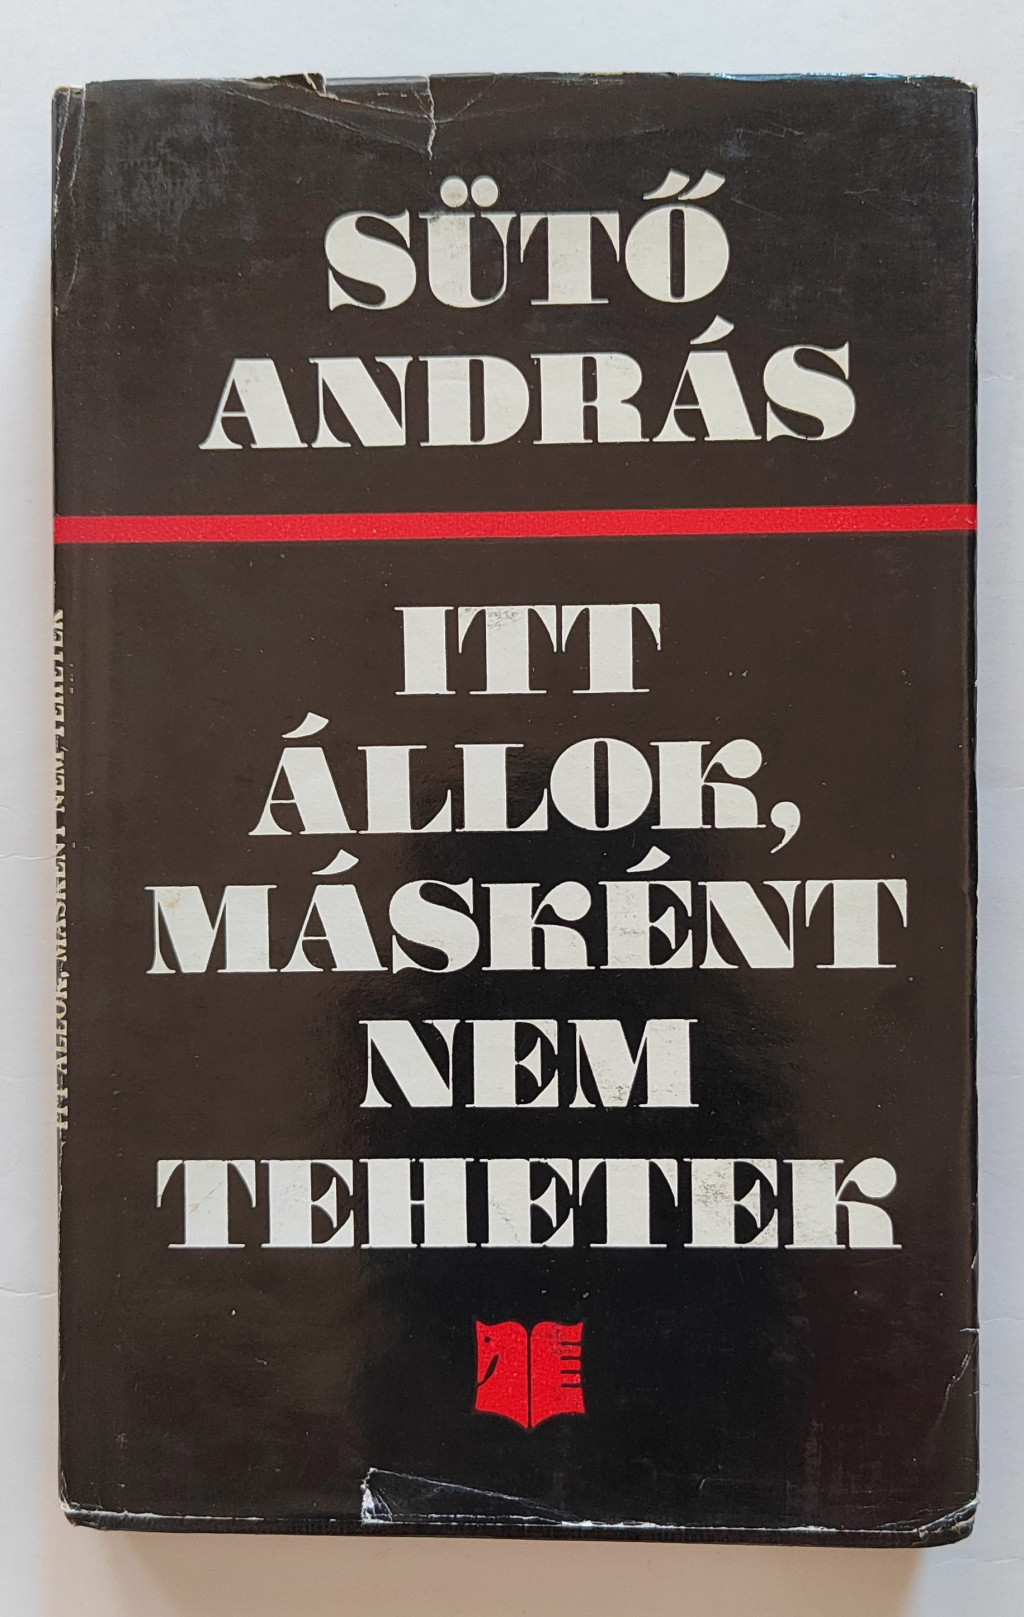 SÜTŐ
ANDRÁS
ITT
ÁLLOK,
MÁSKÉNT
NEM
TEHETEK
ITT ÁLLOK, MÁSKÉNT NEM TEHETEK